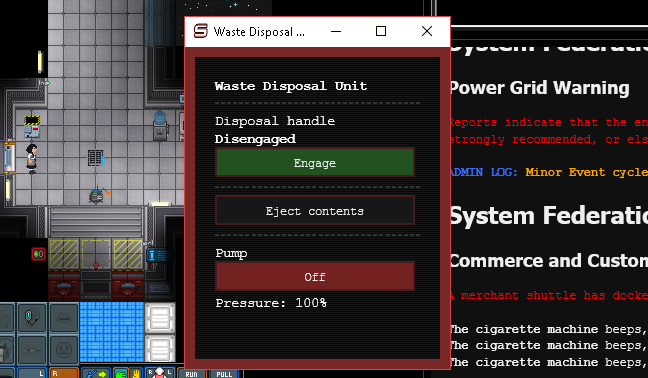 Waste Disposal ...
Waste Disposal Unit
Disposal handle
Disengaged
Engage
Eject contents
Pump
Off
Pressure: 100%
System Federatio
Power Grid Warning
Reports indicate that the en
strongly recommended, or els
ADMIN LOG: Minor Event cycle
System Federat
Commerce and Custom
A merchant shuttle has docke
The cigarette machine beeps,
The cigarette machine beeps,
The cigarette machine beeps,
SPACE
L R
R L RUN PULL